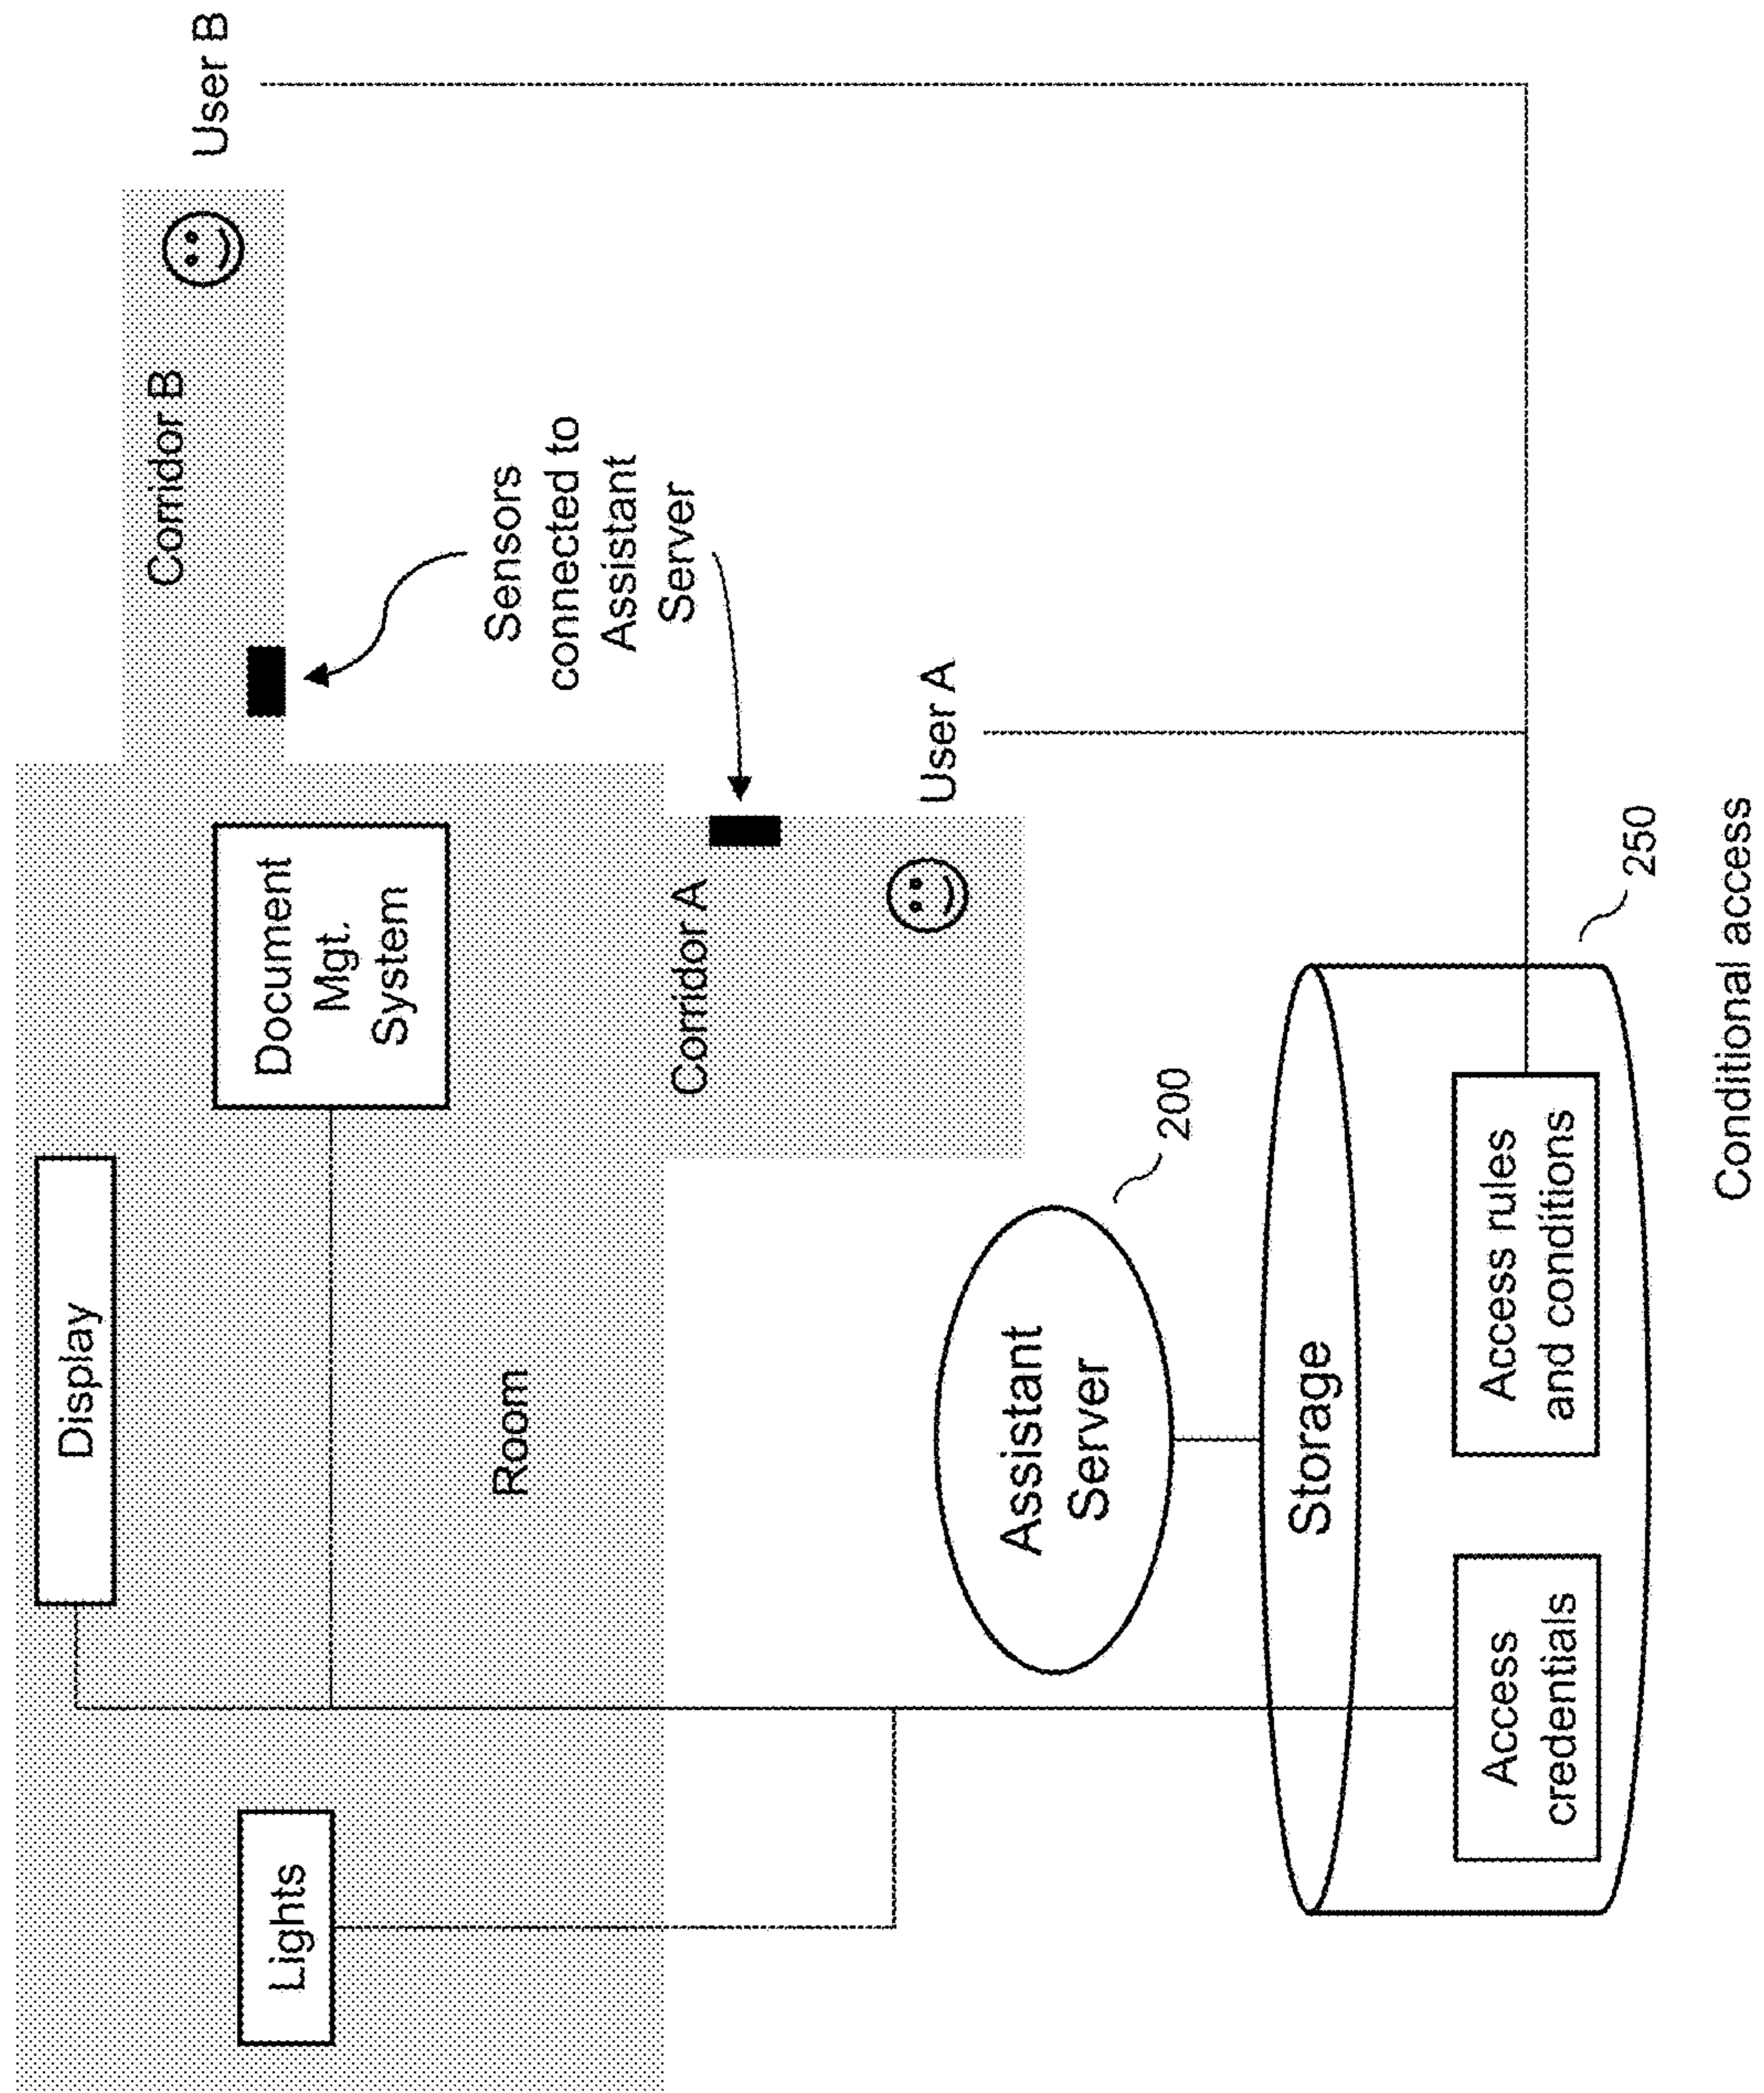 Display
Lights
Document
Mgt.
System
Room
Corridor B
User B
Sensors
connected to
Assistant
Server
Corridor A
User A
Assistant
Server
200
Storage
250
Access
credentials
Access rules
and conditions
Conditional access